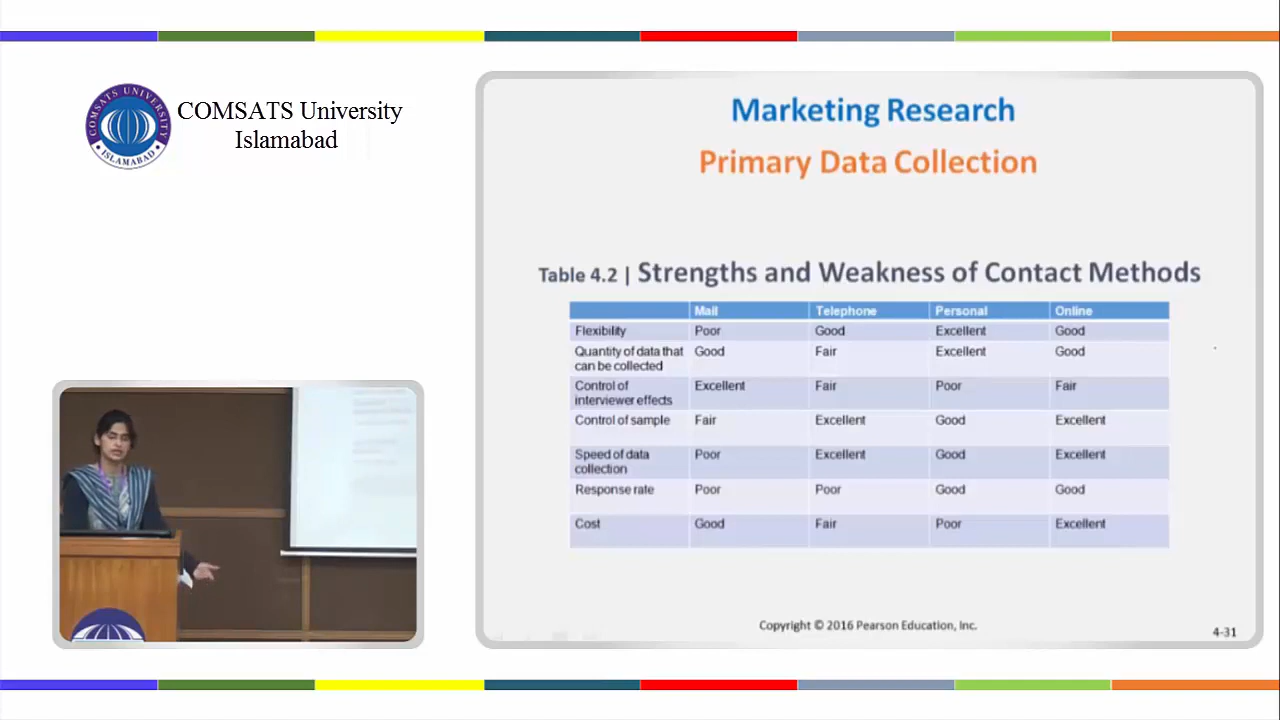 COMSATS UNIVERSITY
ISLAMABAD
COMSATS University
Islamabad
Marketing Research
Primary Data Collection
Table 4.2 | Strengths and Weakness of Contact Methods
Mail Telephone Personal Online
Flexibility Poor Good Excellent Good
Quantity of data that
can be collected Good Fair Excellent Good
Control of
interviewer effects Excellent Fair Poor Fair
Control of sample Fair Excellent Good Excellent
Speed of data
collection Poor Excellent Good Excellent
Response rate Poor Poor Good Good
Cost Good Fair Poor Excellent
Copyright © 2016 Pearson Education, Inc.
4-31